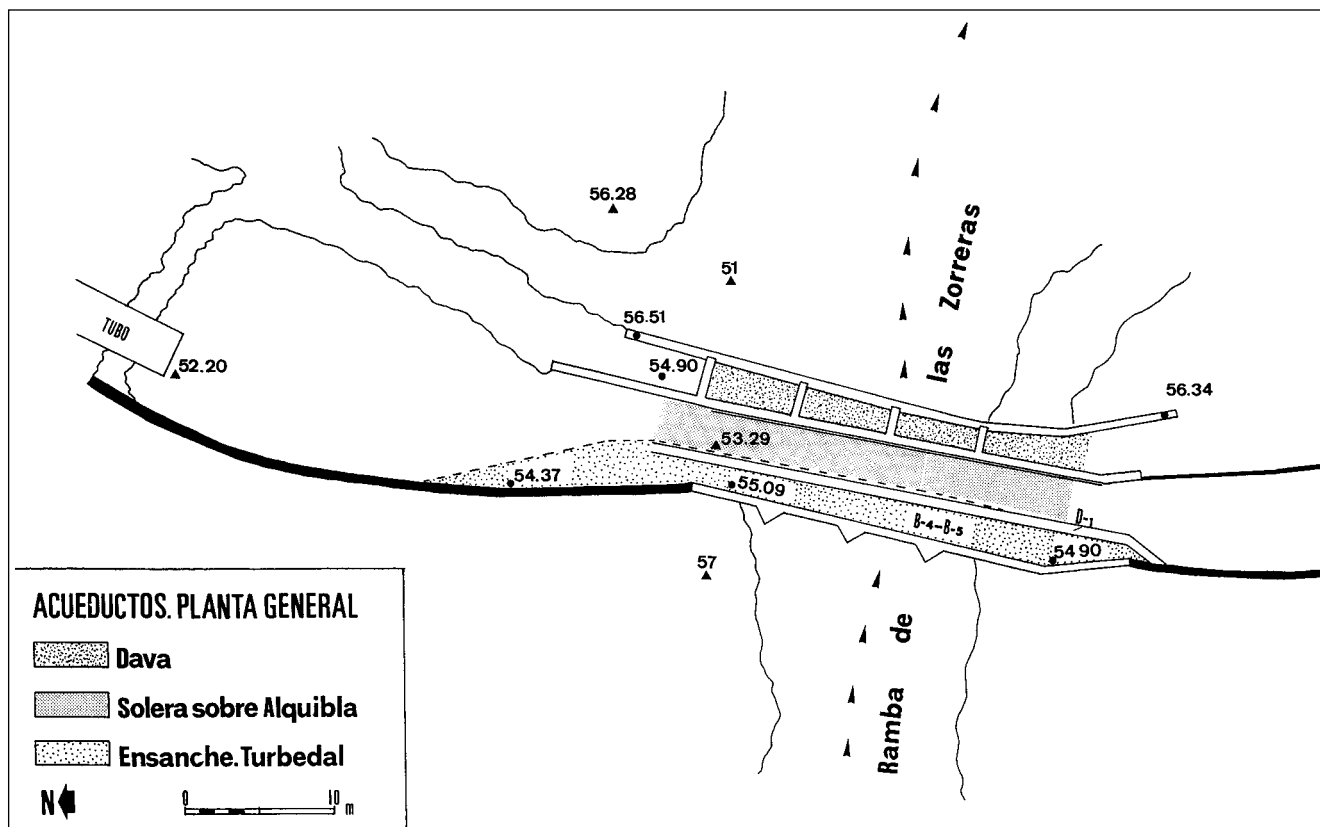 56.28
51
las Zorreras
56.51
TUBO
52.20
54.90
56.34
53.29
54.37
55.09
D-1
B-4-B-5
54 90
57
Ramba de
ACUEDUCTOS. PLANTA GENERAL
Dava
Solera sobre Alquibla
Ensanche. Turbedal
N
0 10 m